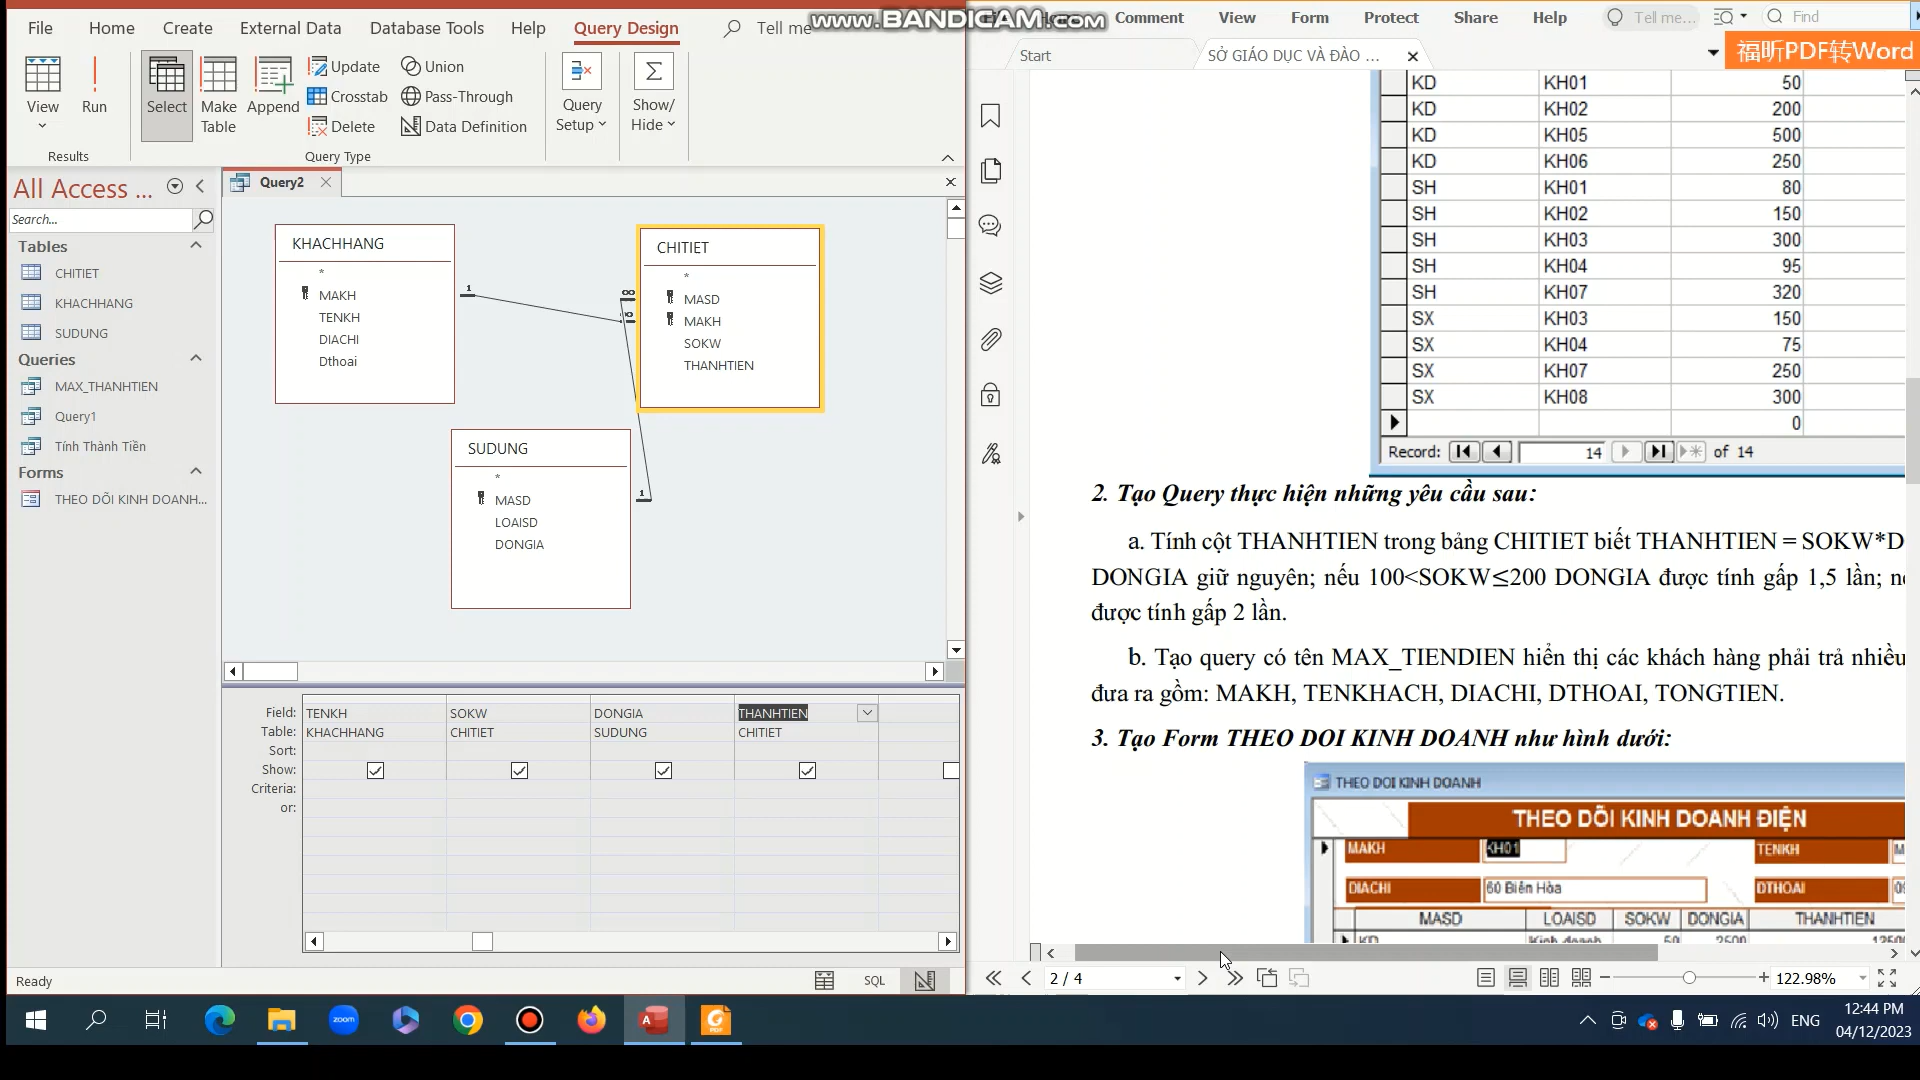 File Home Create External Data Database Tools Help Query Design Tell me
www.BANDICAM.com
View Run Select Make Table Append
Update Crosstab Delete
Union Pass-Through Data Definition
Query Setup Show/ Hide
Results Query Type
All Access ...
Search...
Tables
CHITIET
KHACHHANG
SUDUNG
Queries
MAX_THANHTIEN
Query1
Tính Thành Tiền
Forms
THEO DÕI KINH DOANH...
Query2
KHACHHANG
*
MAKH
TENKH
DIACHI
Dthoai
1
∞
∞
CHITIET
*
MASD
MAKH
SOKW
THANHTIEN
SUDUNG
*
MASD
LOAISD
DONGIA
1
Field: TENKH SOKW DONGIA THANHTIEN
Table: KHACHHANG CHITIET SUDUNG CHITIET
Sort:
Show:
Criteria:
or:
Ready SQL
Comment View Form Protect Share Help Tell me... Find
Start SỞ GIÁO DỤC VÀ ĐÀO ...
福昕PDF转Word
KD KH01 50
KD KH02 200
KD KH05 500
KD KH06 250
SH KH01 80
SH KH02 150
SH KH03 300
SH KH04 95
SH KH07 320
SX KH03 150
SX KH04 75
SX KH07 250
SX KH08 300
0
Record: 14 of 14
2. Tạo Query thực hiện những yêu cầu sau:
a. Tính cột THANHTIEN trong bảng CHITIET biết THANHTIEN = SOKW*D
DONGIA giữ nguyên; nếu 100<SOKW≤200 DONGIA được tính gấp 1,5 lần;
được tính gấp 2 lần.
b. Tạo query có tên MAX_TIENDIEN hiển thị các khách hàng phải trả nhiều
đưa ra gồm: MAKH, TENKHACH, DIACHI, DTHOAI, TONGTIEN.
3. Tạo Form THEO DOI KINH DOANH như hình dưới:
THEO DOI KINH DOANH
THEO DÕI KINH DOANH ĐIỆN
MAKH KH01 TENKH
DIACHI 60 Biên Hòa DTHOAI
MASD LOAISD SOKW DONGIA THANHTIEN
KD Kinh doanh 50 2500
2 / 4 122.98%
zoom
ENG 12:44 PM
04/12/2023